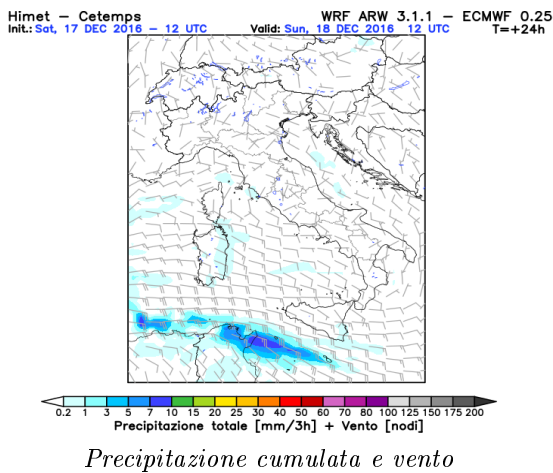 Himet – Cetemps WRF ARW 3.1.1 – ECMWF 0.25
Init.: Sat, 17 DEC 2016 – 12 UTC Valid: Sun, 18 DEC 2016 12 UTC T=+24h
0.2 1 3 5 7 10 15 20 25 30 40 50 60 70 80 100 125 150 175 200
Precipitazione totale [mm/3h] + Vento [nodi]
Precipitazione cumulata e vento